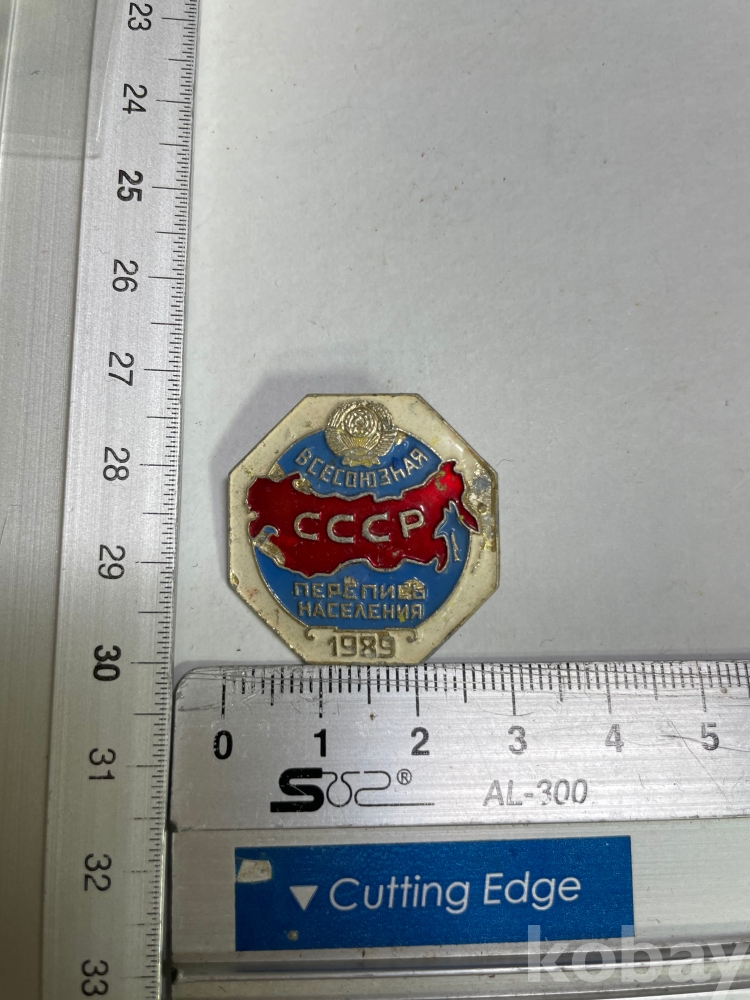 23
24
25
26
27
28
29
30
31
32
33
ВСЕСОЮЗНАЯ
СССР
ПЕРЕПИСЬ
НАСЕЛЕНИЯ
1989
0 1 2 3 4 5
SÜS® AL-300
Cutting Edge
kobay